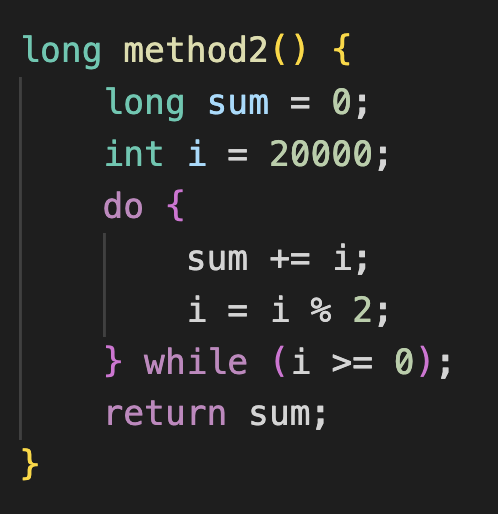 long method2() {
    long sum = 0;
    int i = 20000;
    do {
        sum += i;
        i = i % 2;
    } while (i >= 0);
    return sum;
}